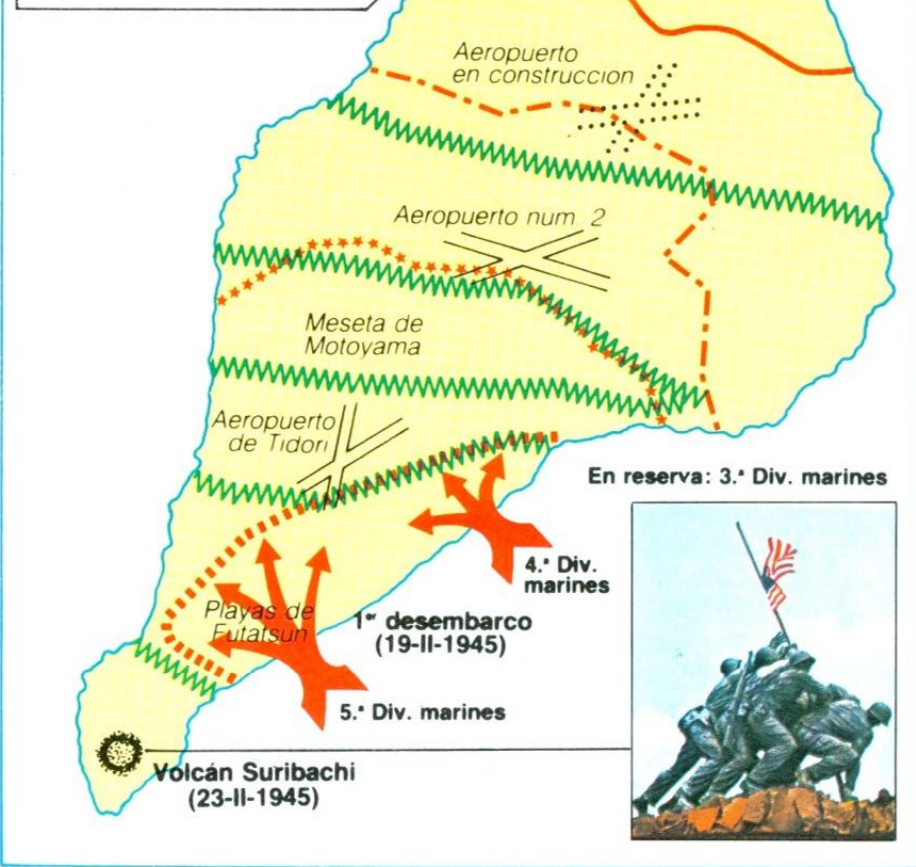 Aeropuerto
en construccion
Aeropuerto num. 2
Meseta de
Motoyama
Aeropuerto
de Tidori
En reserva: 3.ª Div. marines
4.ª Div.
marines
Playas de
Futatsun
1er desembarco
(19-II-1945)
5.ª Div. marines
Volcán Suribachi
(23-II-1945)